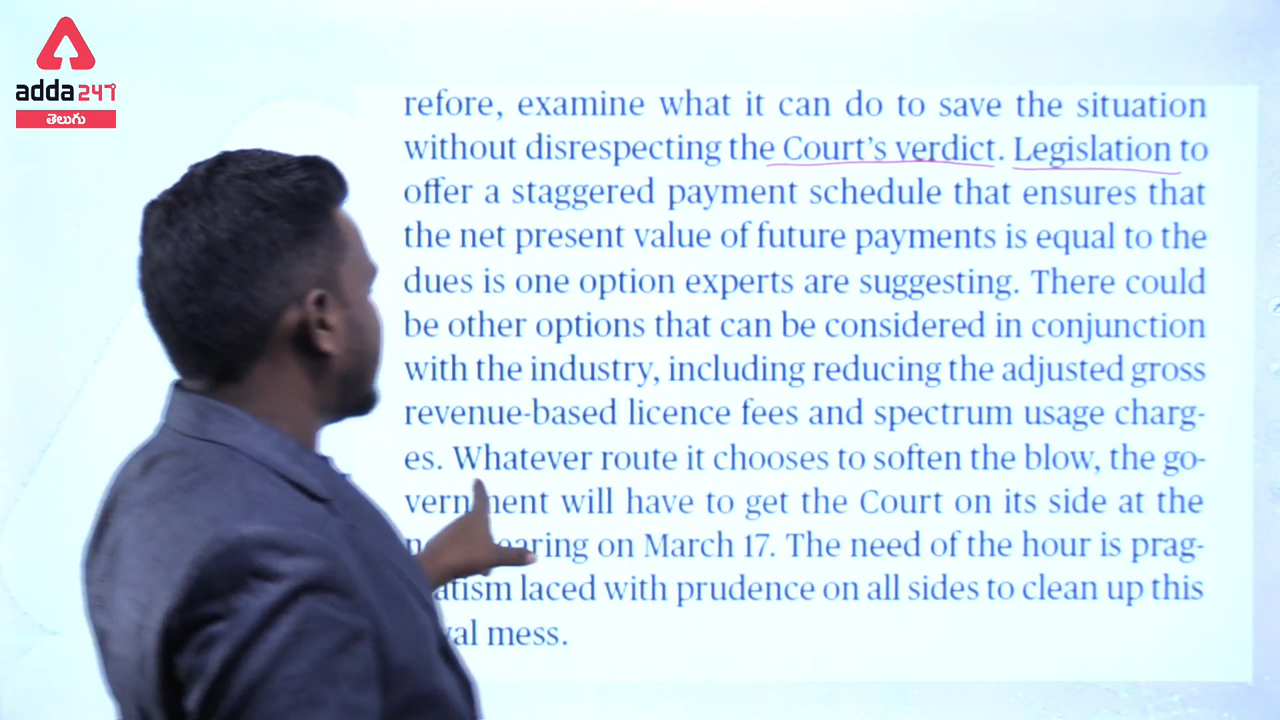 adda247
తెలుగు
refore, examine what it can do to save the situation
without disrespecting the Court's verdict. Legislation to
offer a staggered payment schedule that ensures that
the net present value of future payments is equal to the
dues is one option experts are suggesting. There could
be other options that can be considered in conjunction
with the industry, including reducing the adjusted gross
revenue-based licence fees and spectrum usage charg-
es. Whatever route it chooses to soften the blow, the go-
vernment will have to get the Court on its side at the
earing on March 17. The need of the hour is prag-
atism laced with prudence on all sides to clean up this
mess.